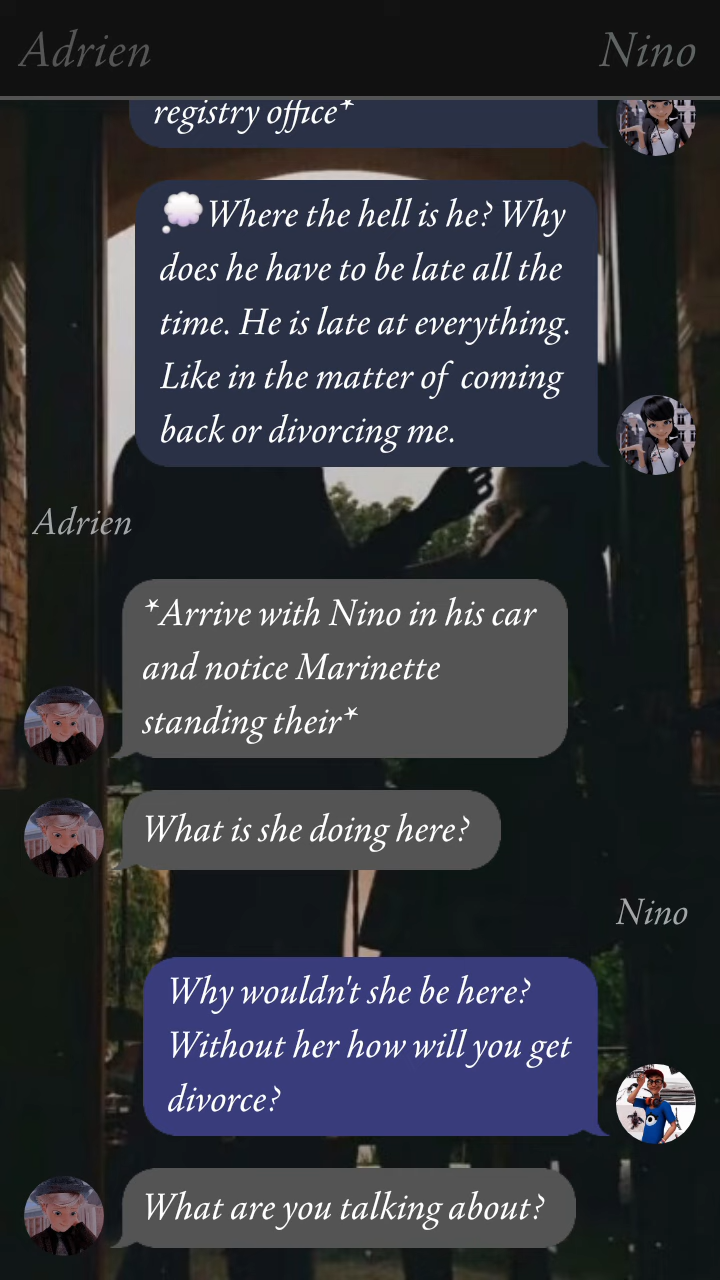 Adrien Nino
registry office*
Where the hell is he? Why
does he have to be late all the
time. He is late at everything.
Like in the matter of coming
back or divorcing me.
Adrien
*Arrive with Nino in his car
and notice Marinette
standing their*
What is she doing here?
Nino
Why wouldn't she be here?
Without her how will you get
divorce?
What are you talking about?